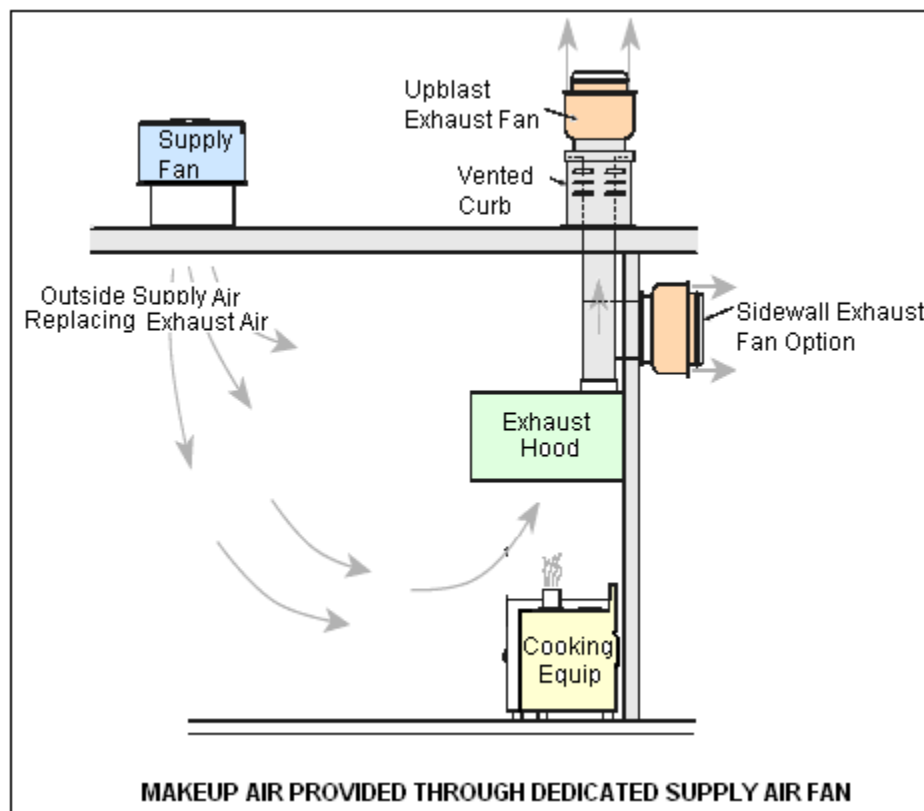 Upblast
Exhaust Fan
Supply
Fan
Vented
Curb
Outside Supply Air
Replacing Exhaust Air
Sidewall Exhaust
Fan Option
Exhaust
Hood
Cooking
Equip
MAKEUP AIR PROVIDED THROUGH DEDICATED SUPPLY AIR FAN